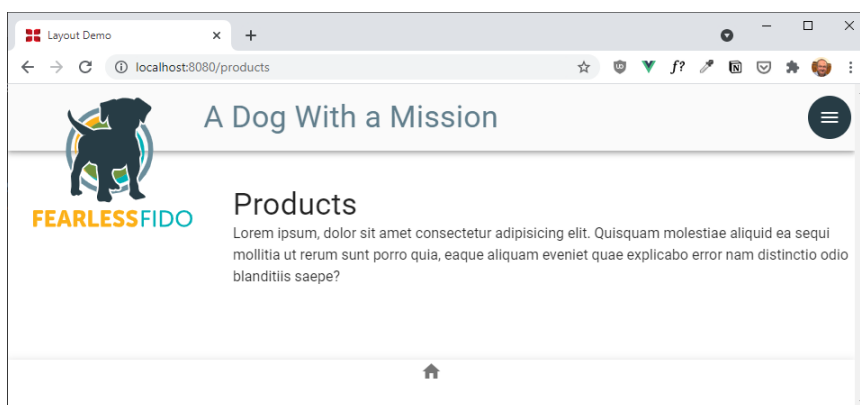 Layout Demo
localhost:8080/products
f?
A Dog With a Mission
FEARLESSFIDO
Products
Lorem ipsum, dolor sit amet consectetur adipisicing elit. Quisquam molestiae aliquid ea sequi
mollitia ut rerum sunt porro quia, eaque aliquam eveniet quae explicabo error nam distinctio odio
blanditiis saepe?